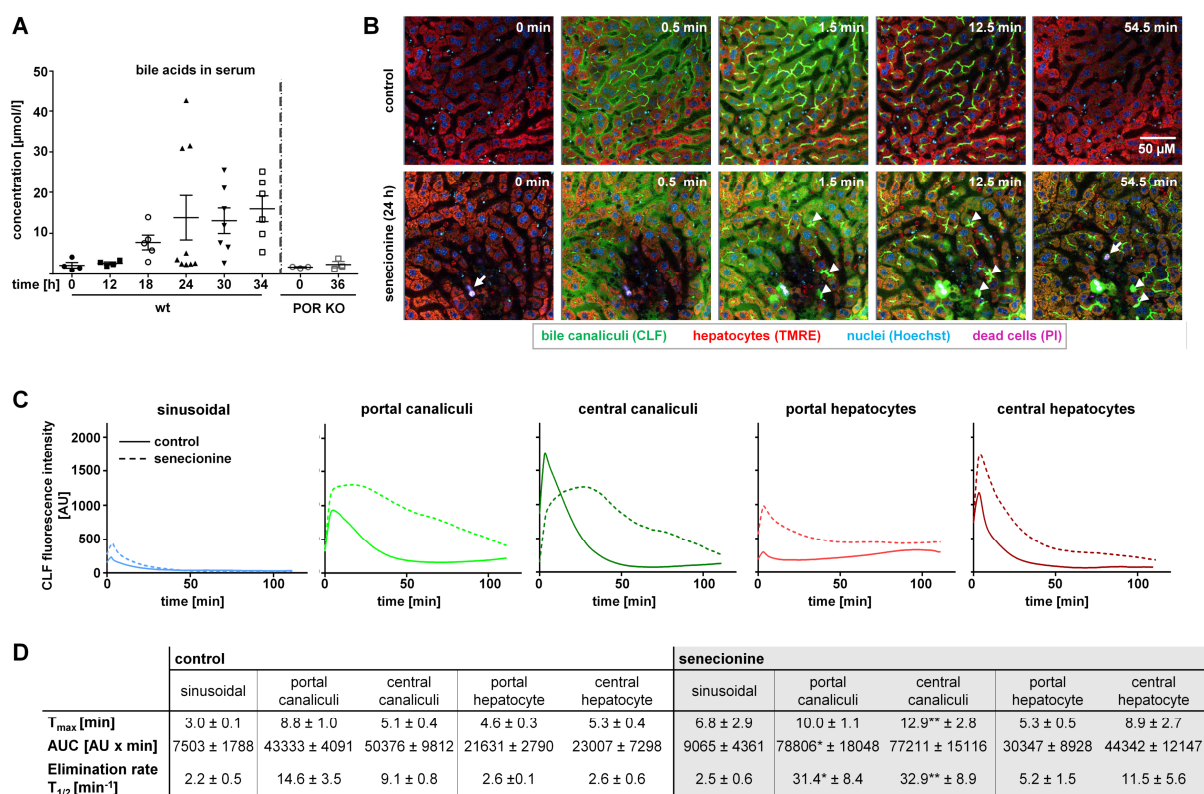 A
bile acids in serum
concentration [µmol/l]
50
40
30
20
10
time [h]
0
12
18
24
30
34
0
36
wt
POR KO
B
control
0 min
0.5 min
1.5 min
12.5 min
54.5 min
50 µM
senecionine (24 h)
0 min
0.5 min
1.5 min
12.5 min
54.5 min
bile canaliculi (CLF) hepatocytes (TMRE) nuclei (Hoechst) dead cells (PI)
C
sinusoidal
portal canaliculi
central canaliculi
portal hepatocytes
central hepatocytes
CLF fluorescence intensity
[AU]
2000
1500
1000
500
0
control
senecionine
0 50 100
time [min]
0 50 100
time [min]
0 50 100
time [min]
0 50 100
time [min]
0 50 100
time [min]
D
control senecionine
sinusoidal portal canaliculi central canaliculi portal hepatocyte central hepatocyte sinusoidal portal canaliculi central canaliculi portal hepatocyte central hepatocyte
Tmax [min] 3.0 ± 0.1 8.8 ± 1.0 5.1 ± 0.4 4.6 ± 0.3 5.3 ± 0.4 6.8 ± 2.9 10.0 ± 1.1 12.9** ± 2.8 5.3 ± 0.5 8.9 ± 2.7
AUC [AU x min] 7503 ± 1788 43333 ± 4091 50376 ± 9812 21631 ± 2790 23007 ± 7298 9065 ± 4361 78806* ± 18048 77211 ± 15116 30347 ± 8928 44342 ± 12147
Elimination rate
T1/2 [min-1] 2.2 ± 0.5 14.6 ± 3.5 9.1 ± 0.8 2.6 ±0.1 2.6 ± 0.6 2.5 ± 0.6 31.4* ± 8.4 32.9** ± 8.9 5.2 ± 1.5 11.5 ± 5.6